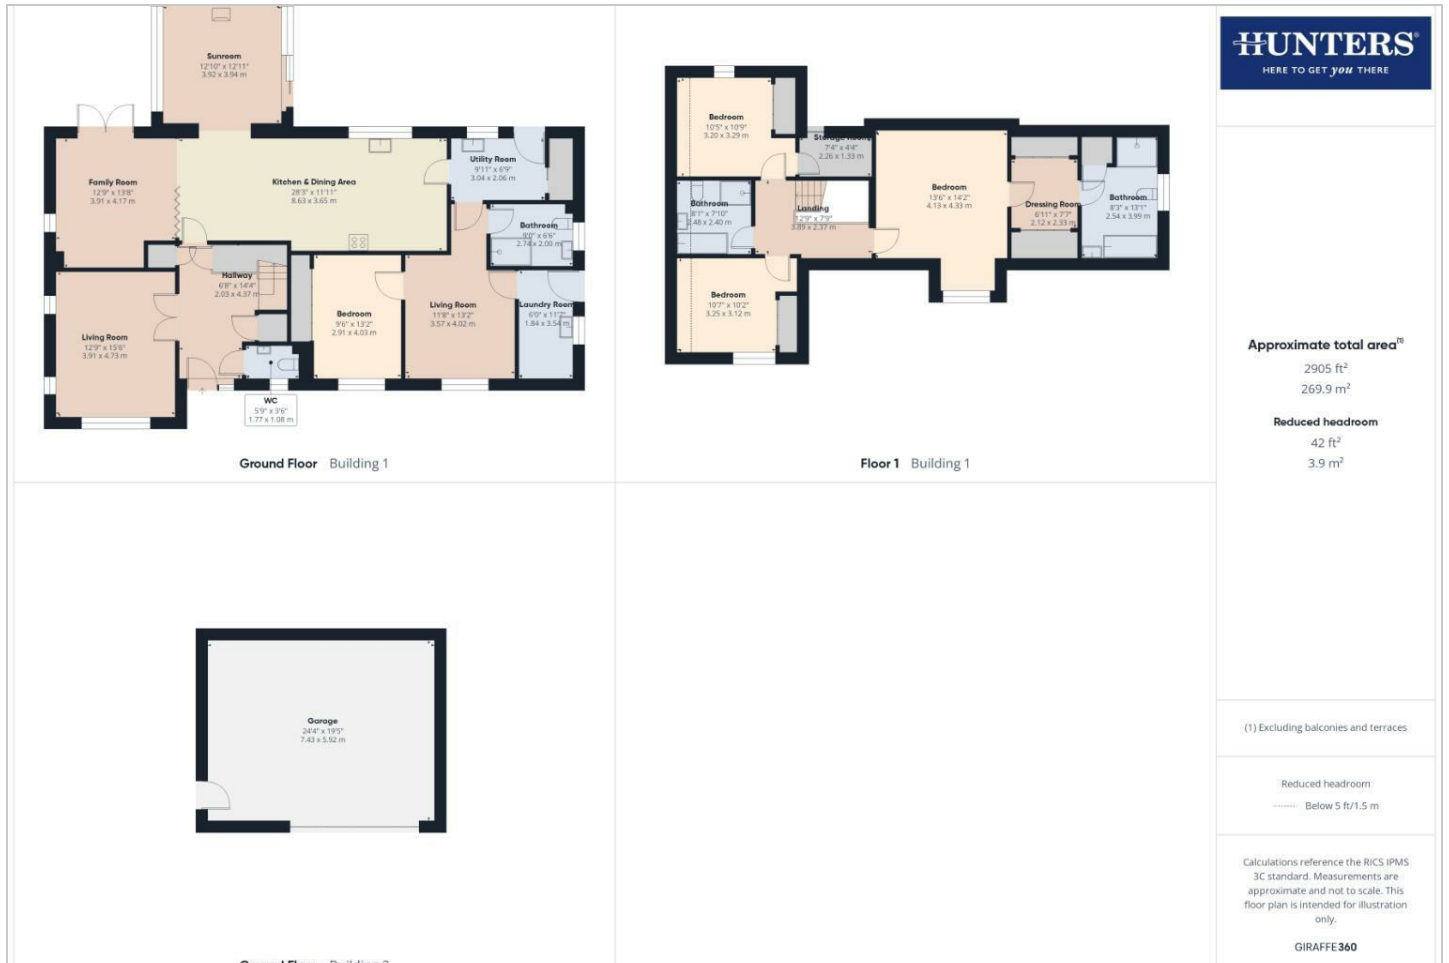 Sunroom
12'10" x 12'11"
3.92 x 3.94 m
Family Room
12'9" x 13'8"
3.91 x 4.17 m
Kitchen & Dining Area
28'3" x 11'11"
8.63 x 3.65 m
Utility Room
9'11" x 6'9"
3.04 x 2.06 m
Bathroom
9'0" x 6'6"
2.74 x 2.00 m
Hallway
6'8" x 14'4"
2.03 x 4.37 m
Living Room
12'9" x 15'6"
3.91 x 4.73 m
Bedroom
9'6" x 13'2"
2.91 x 4.03 m
Living Room
11'8" x 13'2"
3.57 x 4.02 m
Laundry Room
6'0" x 11'7"
1.84 x 3.54 m
WC
5'9" x 3'6"
1.77 x 1.08 m
Ground Floor Building 1
Bedroom
10'5" x 10'9"
3.20 x 3.29 m
Storage Room
7'4" x 4'4"
2.26 x 1.33 m
Bathroom
8'1" x 7'10"
2.48 x 2.40 m
Landing
12'9" x 7'9"
3.89 x 2.37 m
Bedroom
13'6" x 14'2"
4.13 x 4.33 m
Dressing Room
6'11" x 7'7"
2.12 x 2.33 m
Bathroom
8'3" x 13'1"
2.54 x 3.99 m
Bedroom
10'7" x 10'2"
3.25 x 3.12 m
Floor 1 Building 1
Garage
24'4" x 19'5"
7.43 x 5.92 m
Ground Floor Building 2
HUNTERS®
HERE TO GET you THERE
Approximate total area(1)
2905 ft²
269.9 m²
Reduced headroom
42 ft²
3.9 m²
(1) Excluding balconies and terraces
Reduced headroom
Below 5 ft/1.5 m
Calculations reference the RICS IPMS
3C standard. Measurements are
approximate and not to scale. This
floor plan is intended for illustration
only.
GIRAFFE360